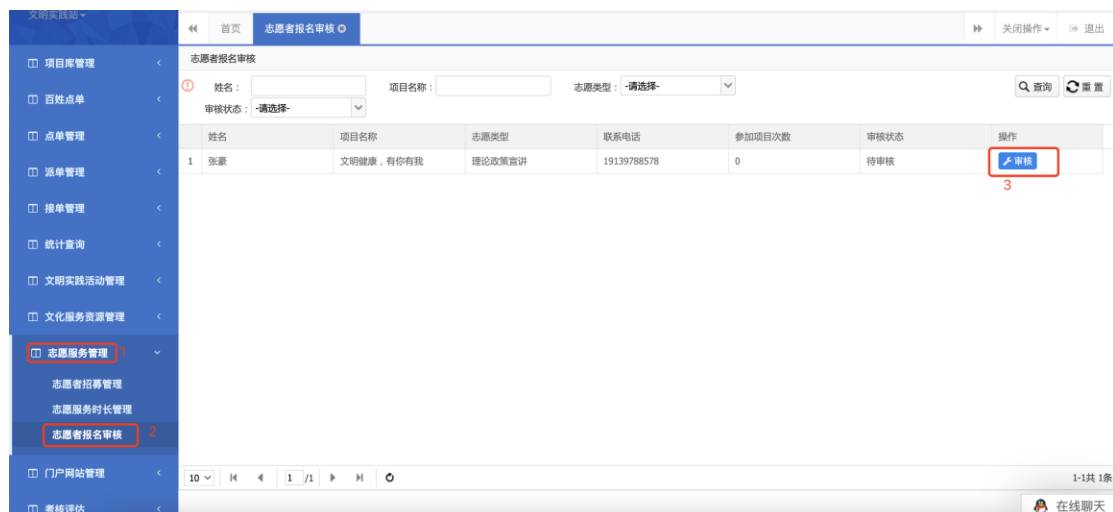 文明实践站
首页 志愿者报名审核 关闭操作 退出
项目库管理
百姓点单
点单管理
派单管理
接单管理
统计查询
文明实践活动管理
文化服务资源管理
志愿服务管理 1
志愿者招募管理
志愿服务时长管理
志愿者报名审核 2
门户网站管理
考核评估
志愿者报名审核
姓名： 项目名称： 志愿类型： -请选择- 查询 重置
审核状态： -请选择-
姓名 项目名称 志愿类型 联系电话 参加项目次数 审核状态 操作
1 张豪 文明健康，有你有我 理论政策宣讲 19139788578 0 待审核 审核
3
10 1 /1 1-1共 1条
在线聊天